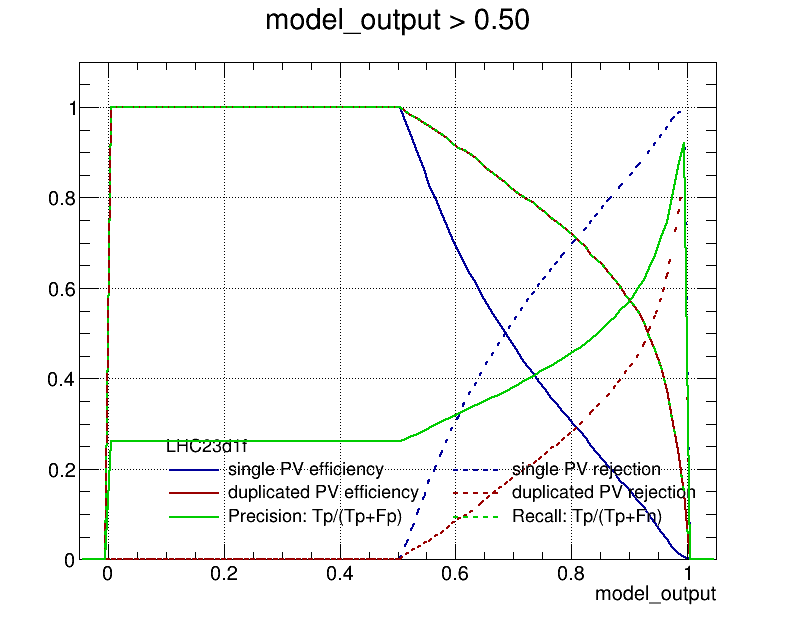 model_output > 0.50
1
0.8
0.6
0.4
0.2
0
LHC23d1f
single PV efficiency single PV rejection
duplicated PV efficiency duplicated PV rejection
Precision: Tp/(Tp+Fp) Recall: Tp/(Tp+Fn)
0 0.2 0.4 0.6 0.8 1
model_output